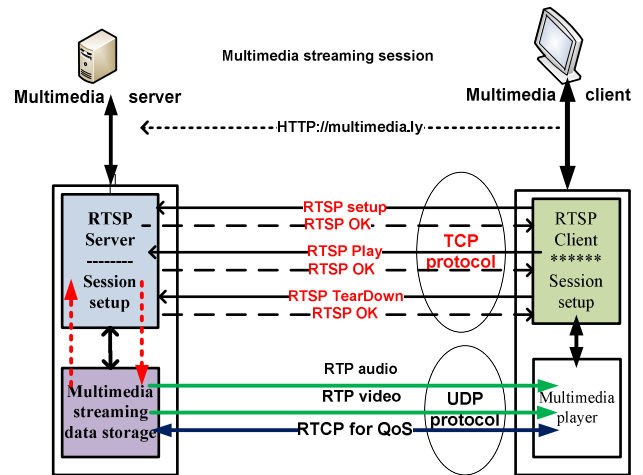 Multimedia streaming session
Multimedia server
Multimedia client
HTTP://multimedia.ly
RTSP
Server
--------
Session
setup
RTSP setup
RTSP OK
RTSP Play
RTSP OK
RTSP TearDown
RTSP OK
TCP
protocol
RTSP
Client
******
Session
setup
Multimedia
streaming
data storage
RTP audio
RTP video
RTCP for QoS
UDP
protocol
Multimedia
player